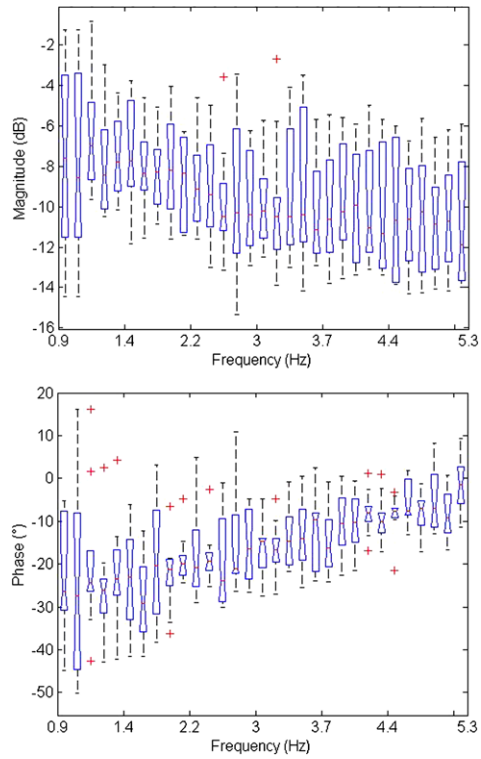 -2
-4
-6
-8
-10
-12
-14
-16
Magnitude (dB)
0.9 1.4 2.2 3 3.7 4.4 5.3
Frequency (Hz)
20
10
0
-10
-20
-30
-40
-50
Phase (°)
0.9 1.4 2.2 3 3.7 4.4 5.3
Frequency (Hz)